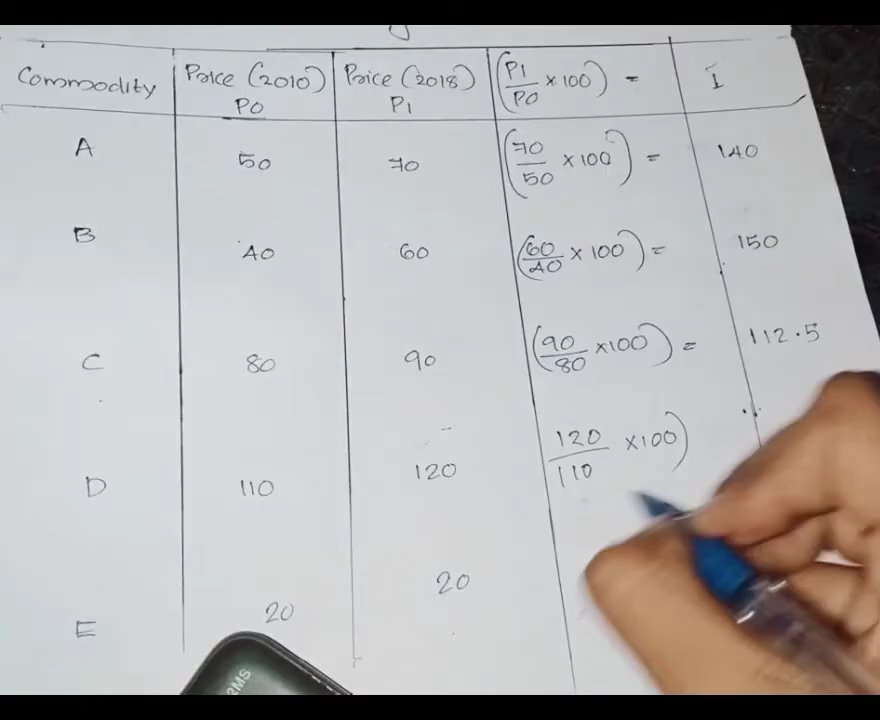 Commodity Price (2010) Price (2018) (P1/P0 × 100) = I
P0 P1
A 50 70 (70/50 × 100) = 140
B 40 60 (60/40 × 100) = 150
C 80 90 (90/80 × 100) = 112.5
D 110 120 120/110 × 100)
E 20 20
2MS